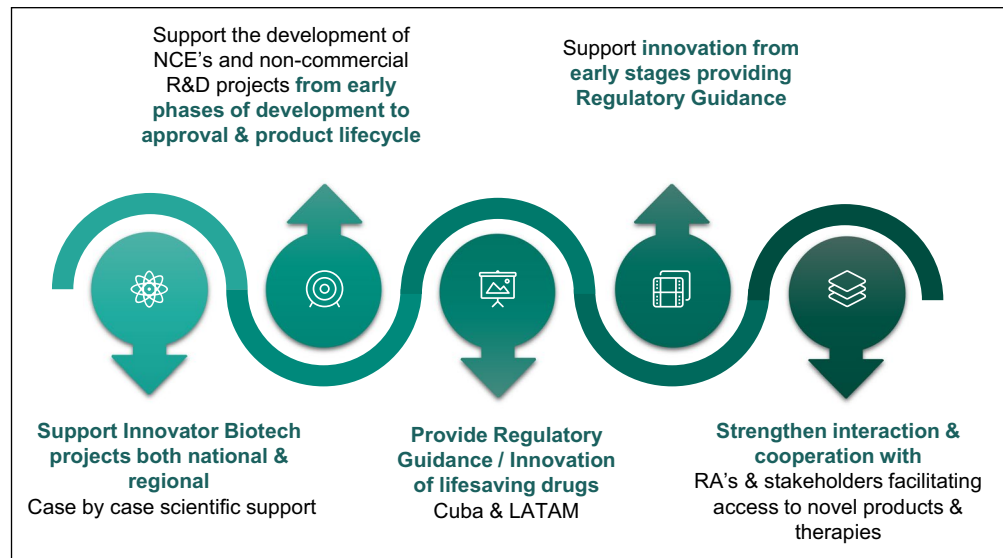 Support the development of
NCE's and non-commercial
R&D projects from early
phases of development to
approval & product lifecycle
Support innovation from
early stages providing
Regulatory Guidance
Support Innovator Biotech
projects both national &
regional
Case by case scientific support
Provide Regulatory
Guidance / Innovation
of lifesaving drugs
Cuba & LATAM
Strengthen interaction &
cooperation with
RA's & stakeholders facilitating
access to novel products &
therapies